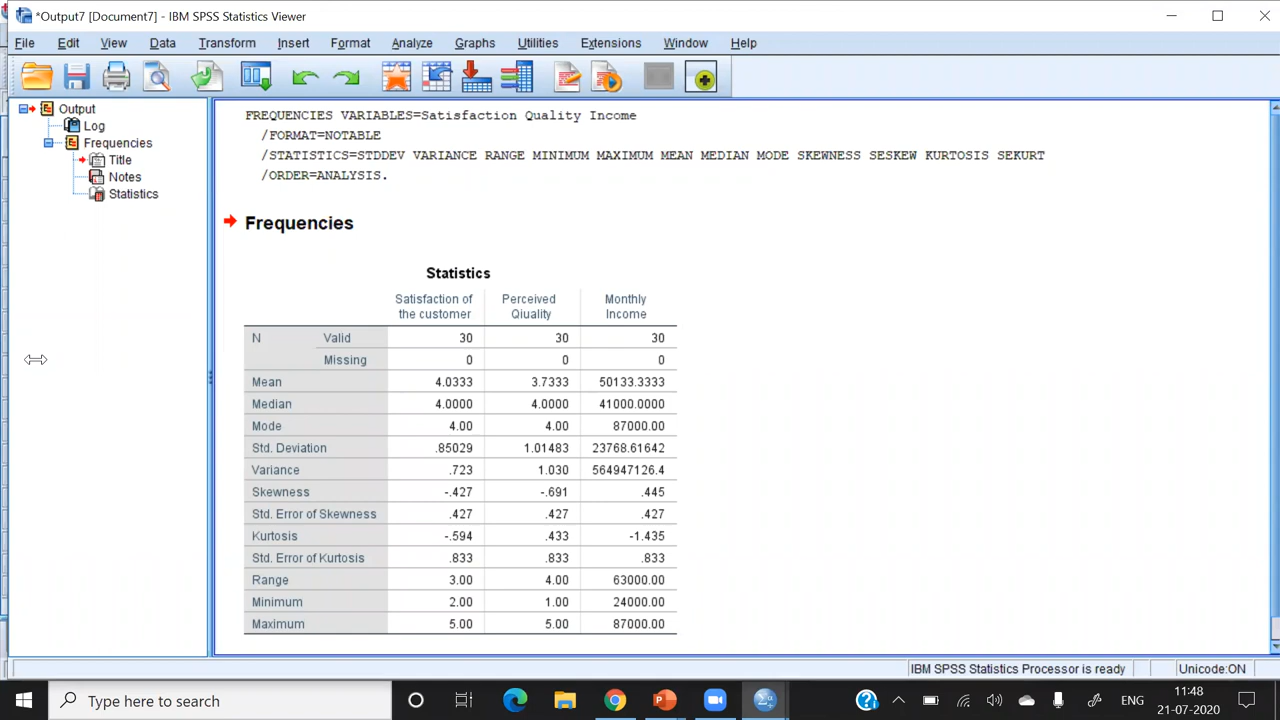 *Output7 [Document7] - IBM SPSS Statistics Viewer
File Edit View Data Transform Insert Format Analyze Graphs Utilities Extensions Window Help
Output
Log
Frequencies
Title
Notes
Statistics
FREQUENCIES VARIABLES=Satisfaction Quality Income
/FORMAT=NOTABLE
/STATISTICS=STDDEV VARIANCE RANGE MINIMUM MAXIMUM MEAN MEDIAN MODE SKEWNESS SESKEW KURTOSIS SEKURT
/ORDER=ANALYSIS.
Frequencies
Statistics
Satisfaction of Perceived Monthly
the customer Qiuality Income
N Valid 30 30 30
Missing 0 0 0
Mean 4.0333 3.7333 50133.3333
Median 4.0000 4.0000 41000.0000
Mode 4.00 4.00 87000.00
Std. Deviation .85029 1.01483 23768.61642
Variance .723 1.030 564947126.4
Skewness -.427 -.691 .445
Std. Error of Skewness .427 .427 .427
Kurtosis -.594 .433 -1.435
Std. Error of Kurtosis .833 .833 .833
Range 3.00 4.00 63000.00
Minimum 2.00 1.00 24000.00
Maximum 5.00 5.00 87000.00
IBM SPSS Statistics Processor is ready Unicode:ON
Type here to search
ENG
11:48
21-07-2020